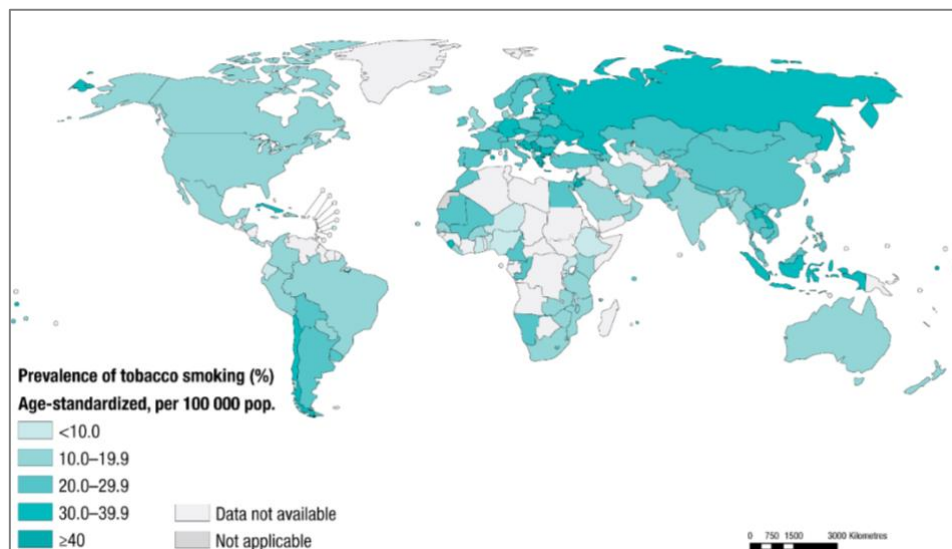 Prevalence of tobacco smoking (%)
Age-standardized, per 100 000 pop.
<10.0
10.0–19.9
20.0–29.9
30.0–39.9
≥40
Data not available
Not applicable
0 750 1500 3000 Kilometres